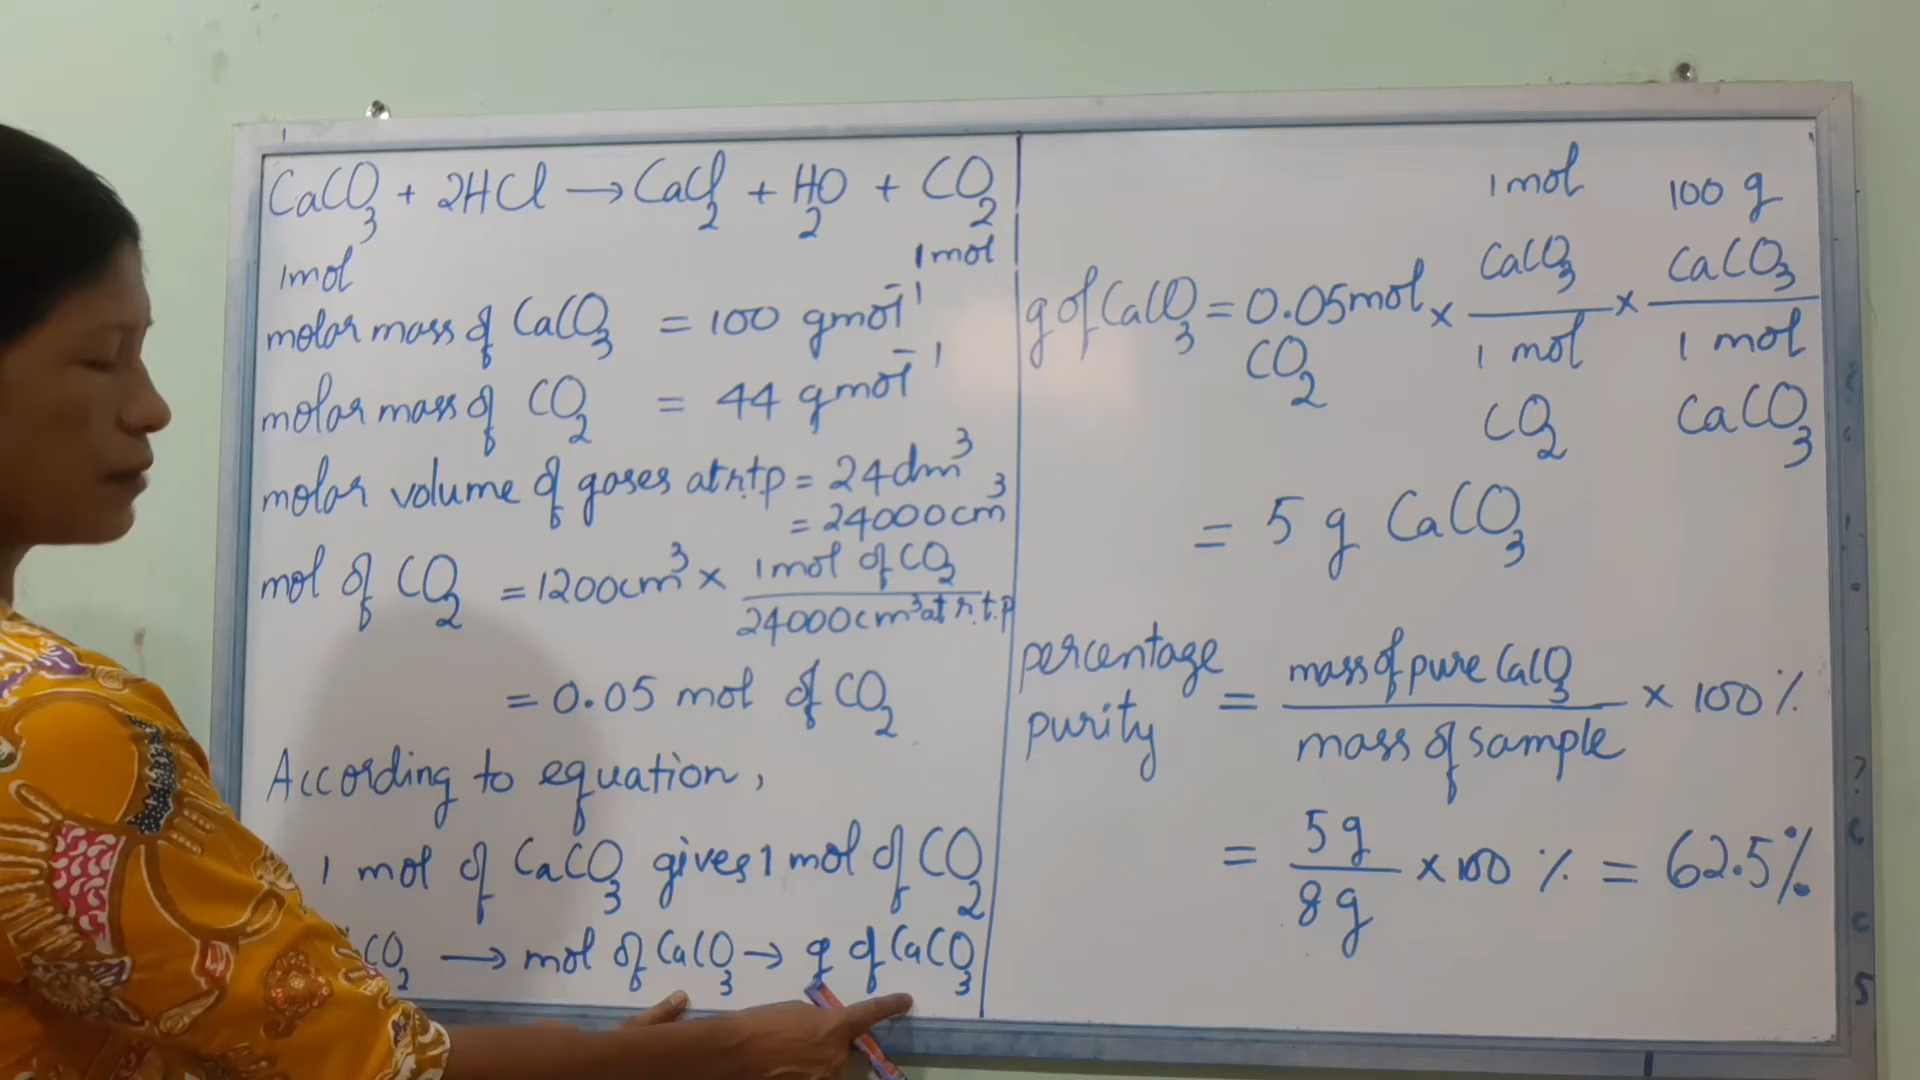 CaCO₃ + 2HCl → CaCl₂ + H₂O + CO₂
1mol 1mol
molar mass of CaCO₃ = 100 gmol⁻¹
molar mass of CO₂ = 44 gmol⁻¹
molar volume of gases at r.t.p = 24dm³
= 24000cm³
mol of CO₂ = 1200cm³ × 1mol of CO₂ / 24000cm³ at r.t.p
= 0.05 mol of CO₂
According to equation,
1 mol of CaCO₃ gives 1 mol of CO₂
CO₂ → mol of CaCO₃ → g of CaCO₃
g of CaCO₃ = 0.05mol CO₂ × 1mol CaCO₃ / 1 mol CO₂ × 100 g CaCO₃ / 1 mol CaCO₃
= 5 g CaCO₃
percentage purity = mass of pure CaCO₃ / mass of sample × 100%
= 5g / 8g × 100 % = 62.5%